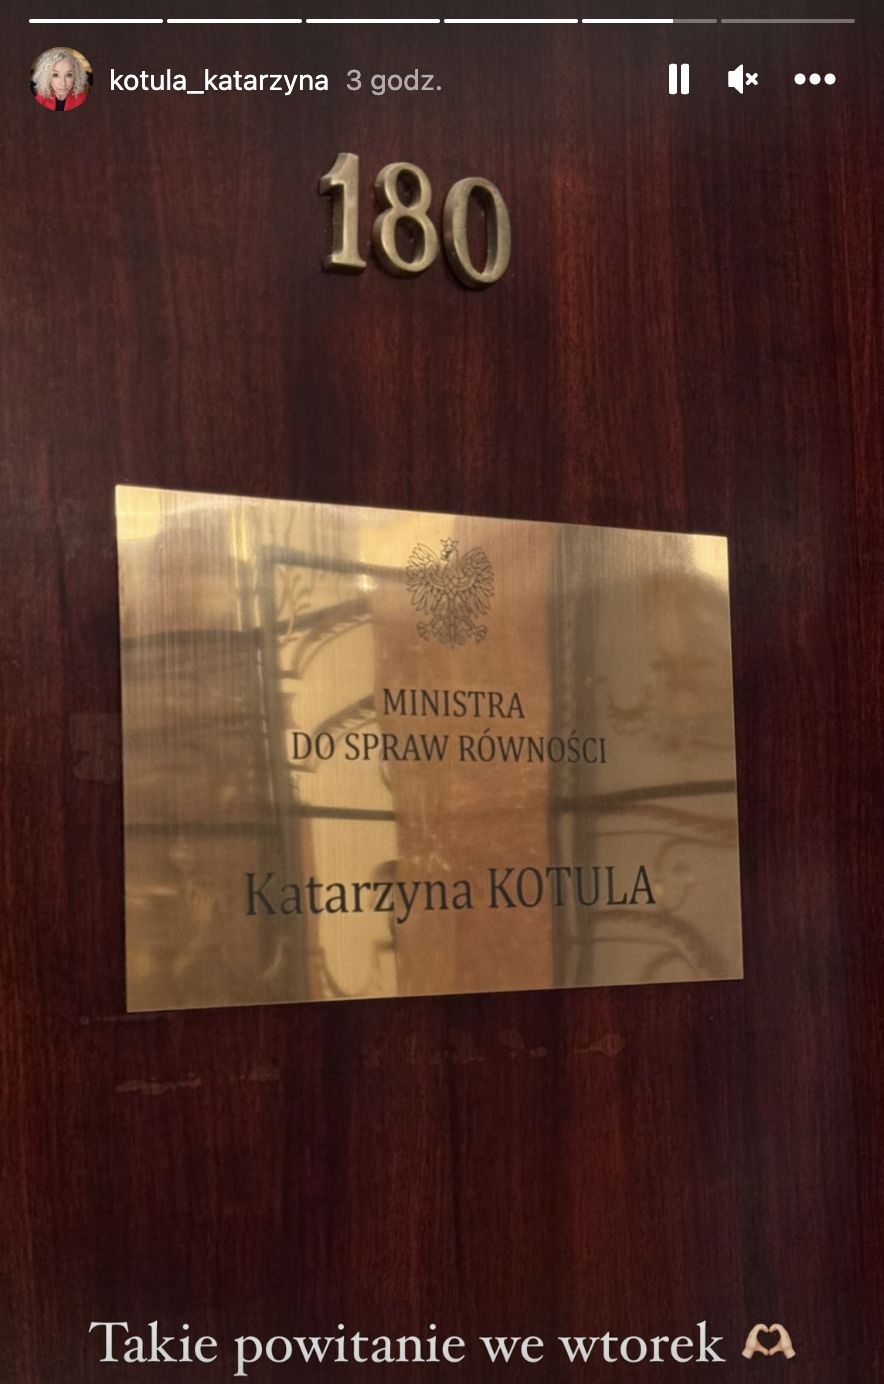 kotula_katarzyna 3 godz.
180
MINISTRA
DO SPRAW RÓWNOŚCI
Katarzyna KOTULA
Takie powitanie we wtorek 🫶🏼